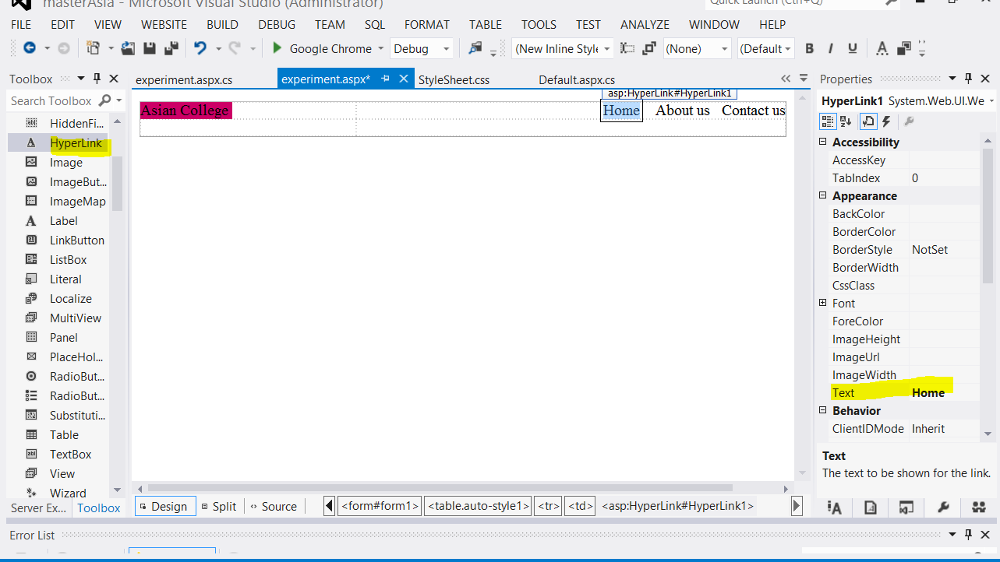 masterAsia - Microsoft Visual Studio (Administrator)
Quick Launch (Ctrl+Q)
FILE EDIT VIEW WEBSITE BUILD DEBUG TEAM SQL FORMAT TABLE TOOLS TEST ANALYZE WINDOW HELP
Google Chrome Debug (New Inline Style (None) (Default B I U A
Toolbox
experiment.aspx.cs experiment.aspx* StyleSheet.css Default.aspx.cs
Properties
Search Toolbox
HiddenFi...
HyperLink
Image
ImageBut...
ImageMap
Label
LinkButton
ListBox
Literal
Localize
MultiView
Panel
PlaceHol...
RadioBut...
RadioBut...
Substituti...
Table
TextBox
View
Wizard
Server Ex... Toolbox
asp:HyperLink#HyperLink1
Asian College Home About us Contact us
Design Split Source <form#form1> <table.auto-style1> <tr> <td> <asp:HyperLink#HyperLink1>
HyperLink1 System.Web.UI.We
Accessibility
AccessKey
TabIndex 0
Appearance
BackColor
BorderColor
BorderStyle NotSet
BorderWidth
CssClass
Font
ForeColor
ImageHeight
ImageUrl
ImageWidth
Text Home
Behavior
ClientIDMode Inherit
Text
The text to be shown for the link.
Error List